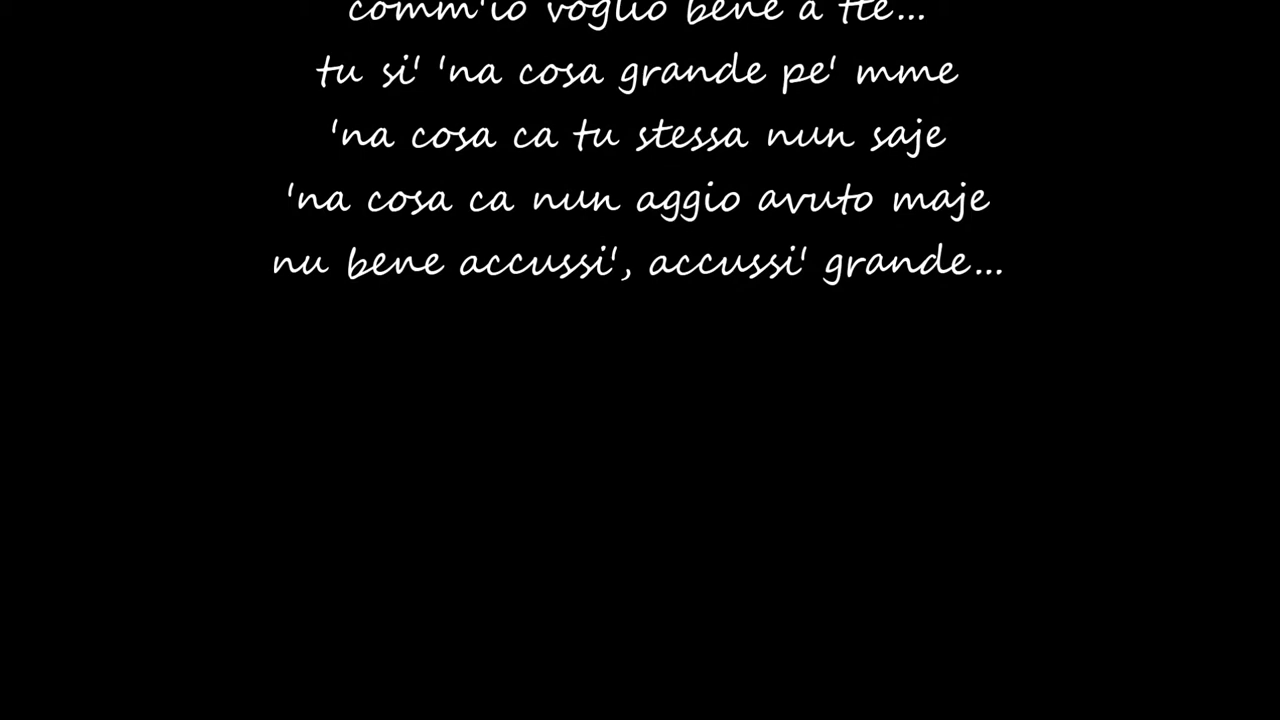 comm'io voglio bene a tte...
tu si' 'na cosa grande pe' mme
'na cosa ca tu stessa nun saje
'na cosa ca nun aggio avuto maje
nu bene accussi', accussi' grande...